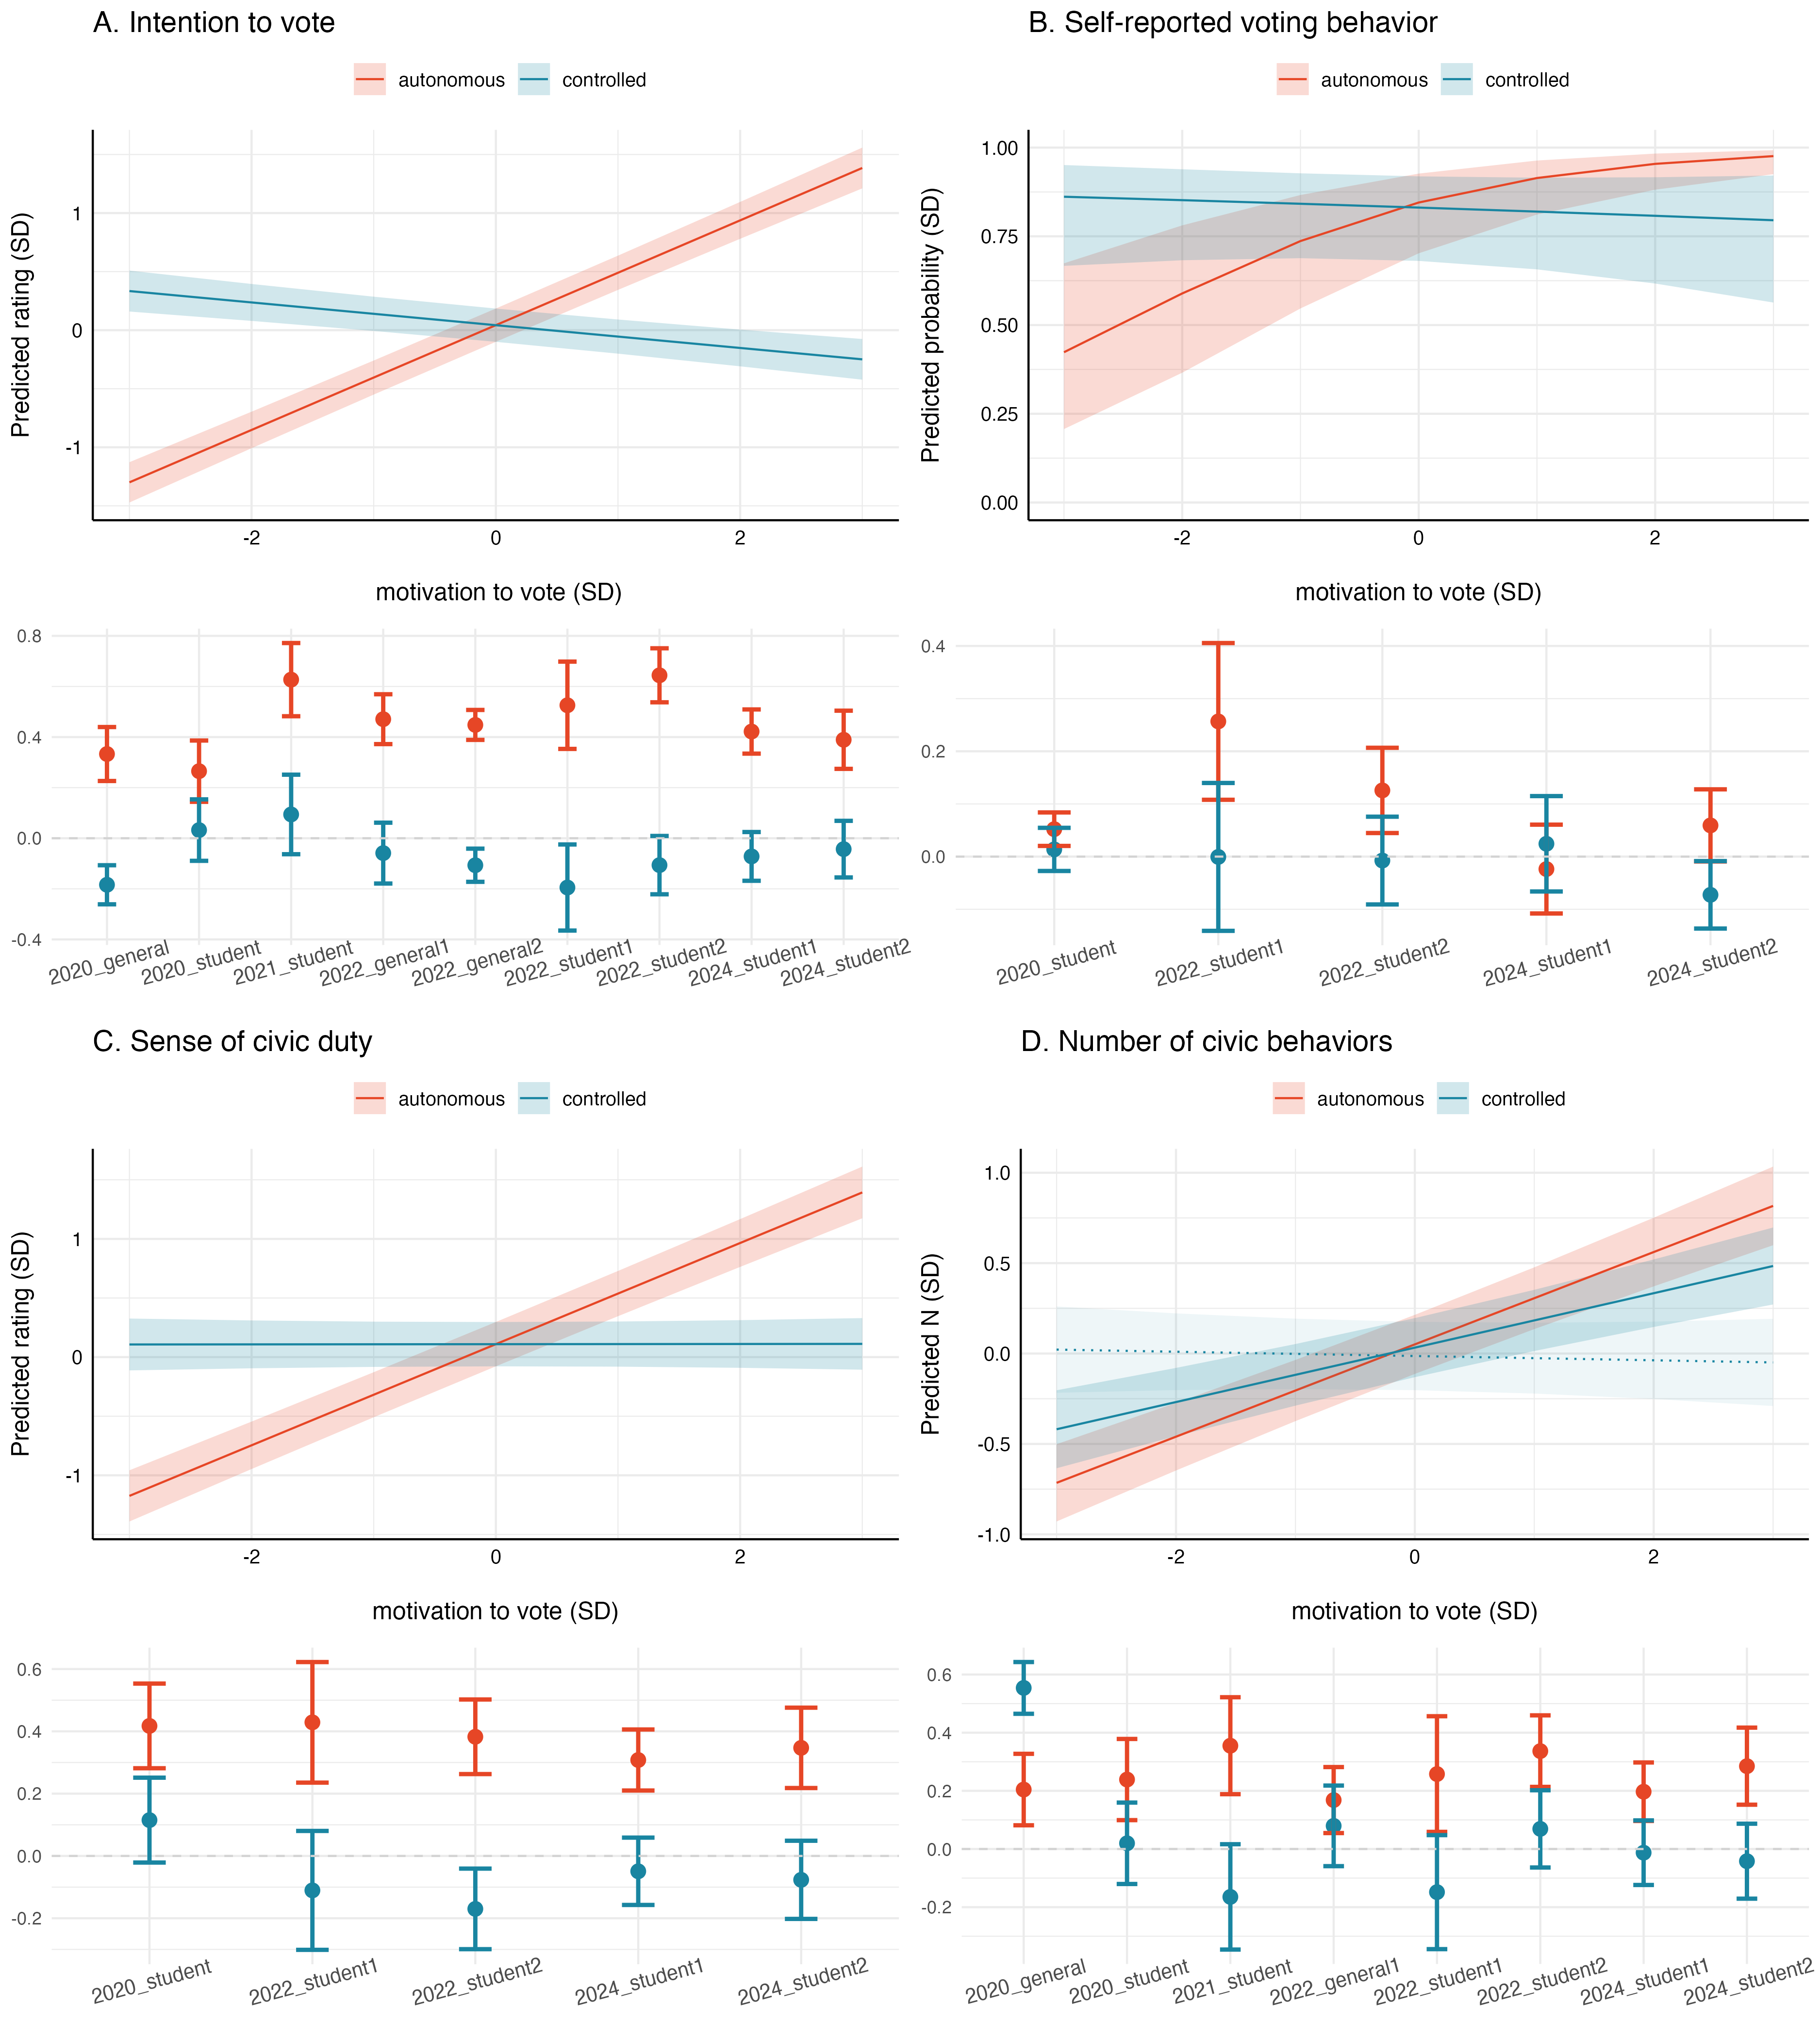 A. Intention to vote
autonomous controlled
Predicted rating (SD)
1
0
-1
-2 0 2
motivation to vote (SD)
0.8
0.4
0.0
-0.4
2020_general 2020_student 2021_student 2022_general1 2022_general2 2022_student1 2022_student2 2024_student1 2024_student2
B. Self-reported voting behavior
autonomous controlled
Predicted probability (SD)
1.00
0.75
0.50
0.25
0.00
-2 0 2
motivation to vote (SD)
0.4
0.2
0.0
2020_student 2022_student1 2022_student2 2024_student1 2024_student2
C. Sense of civic duty
autonomous controlled
Predicted rating (SD)
1
0
-1
-2 0 2
motivation to vote (SD)
0.6
0.4
0.2
0.0
-0.2
2020_student 2022_student1 2022_student2 2024_student1 2024_student2
D. Number of civic behaviors
autonomous controlled
Predicted N (SD)
1.0
0.5
0.0
-0.5
-1.0
-2 0 2
motivation to vote (SD)
0.6
0.4
0.2
0.0
-0.2
2020_general 2020_student 2021_student 2022_general1 2022_student1 2022_student2 2024_student1 2024_student2